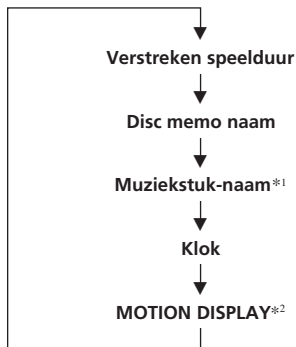 Verstreken speelduur
Disc memo naam
Muziekstuk-naam*1
Klok
MOTION DISPLAY*2